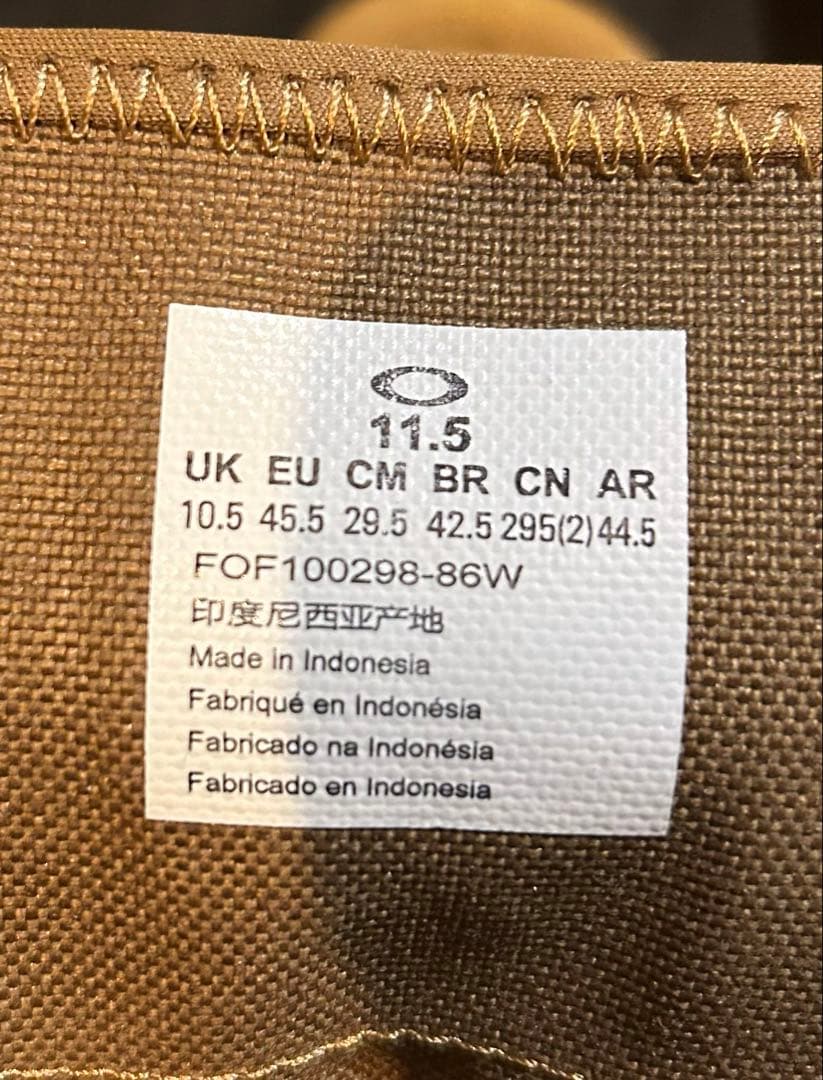 11.5
UK EU CM BR CN AR
10.5 45.5 29.5 42.5 295(2) 44.5
FOF100298-86W
印度尼西亚产地
Made in Indonesia
Fabriqué en Indonésia
Fabricado na Indonésia
Fabricado en Indonesia